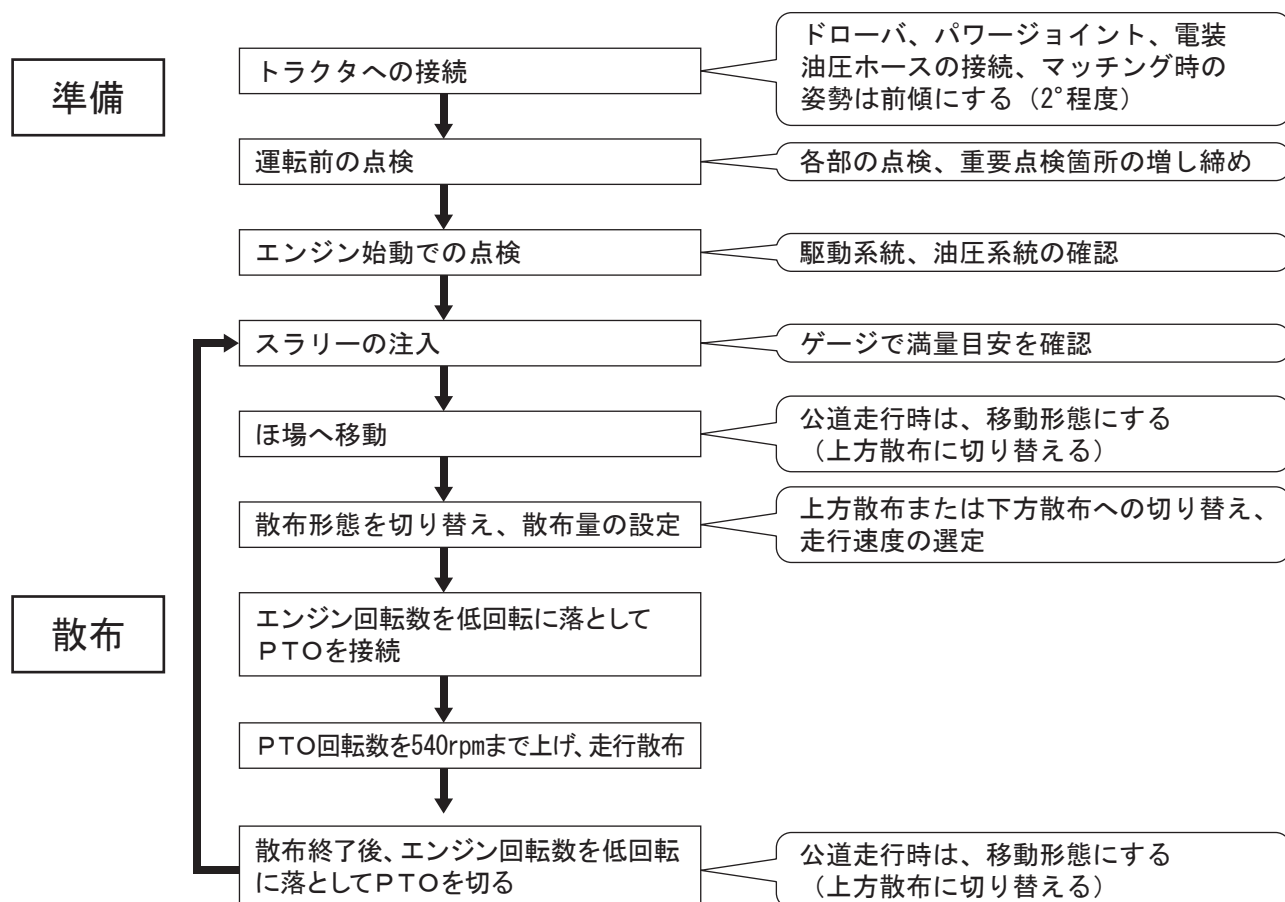 準備
トラクタへの接続
ドローバ、パワージョイント、電装
油圧ホースの接続、マッチング時の
姿勢は前傾にする（2°程度）
運転前の点検
各部の点検、重要点検箇所の増し締め
エンジン始動での点検
駆動系統、油圧系統の確認
スラリーの注入
ゲージで満量目安を確認
ほ場へ移動
公道走行時は、移動形態にする
（上方散布に切り替える）
散布形態を切り替え、散布量の設定
上方散布または下方散布への切り替え、
走行速度の選定
散布
エンジン回転数を低回転に落として
ＰＴＯを接続
ＰＴＯ回転数を540rpmまで上げ、走行散布
散布終了後、エンジン回転数を低回転
に落としてＰＴＯを切る
公道走行時は、移動形態にする
（上方散布に切り替える）